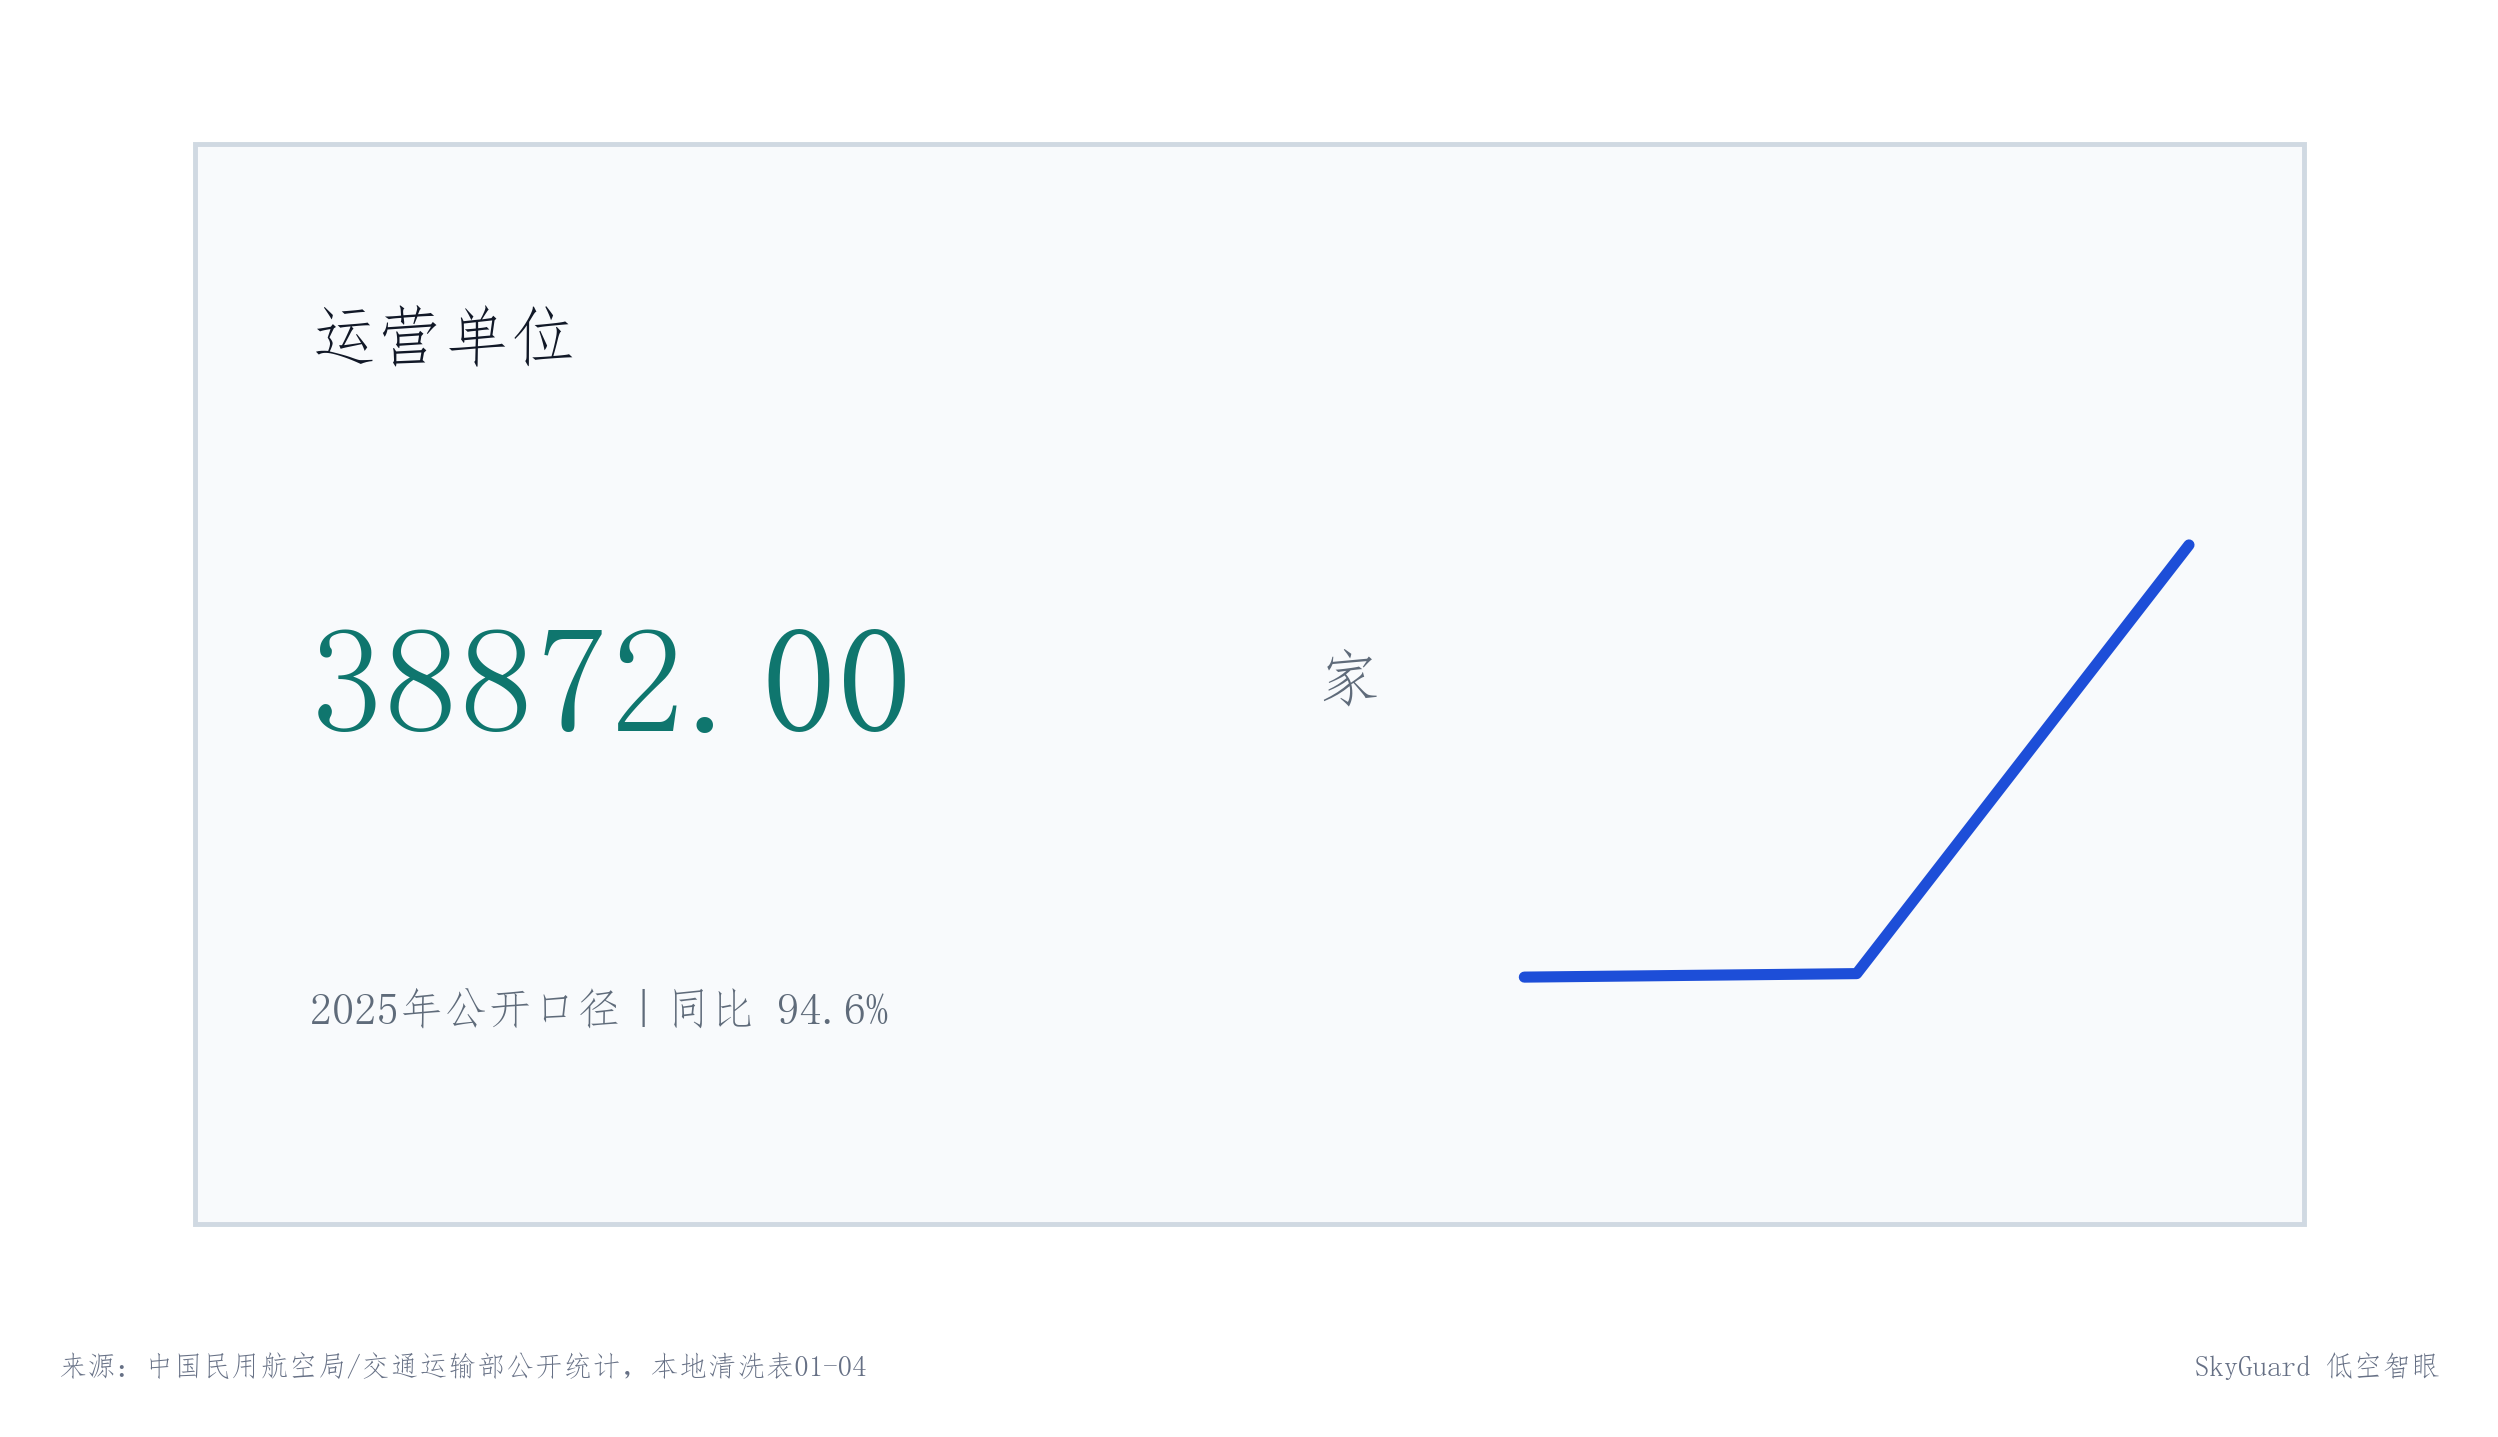 运营单位
38872.00
家
2025年公开口径｜同比 94.6%
来源: 中国民用航空局/交通运输部公开统计，本地清洗表01—04
SkyGuard 低空智眼